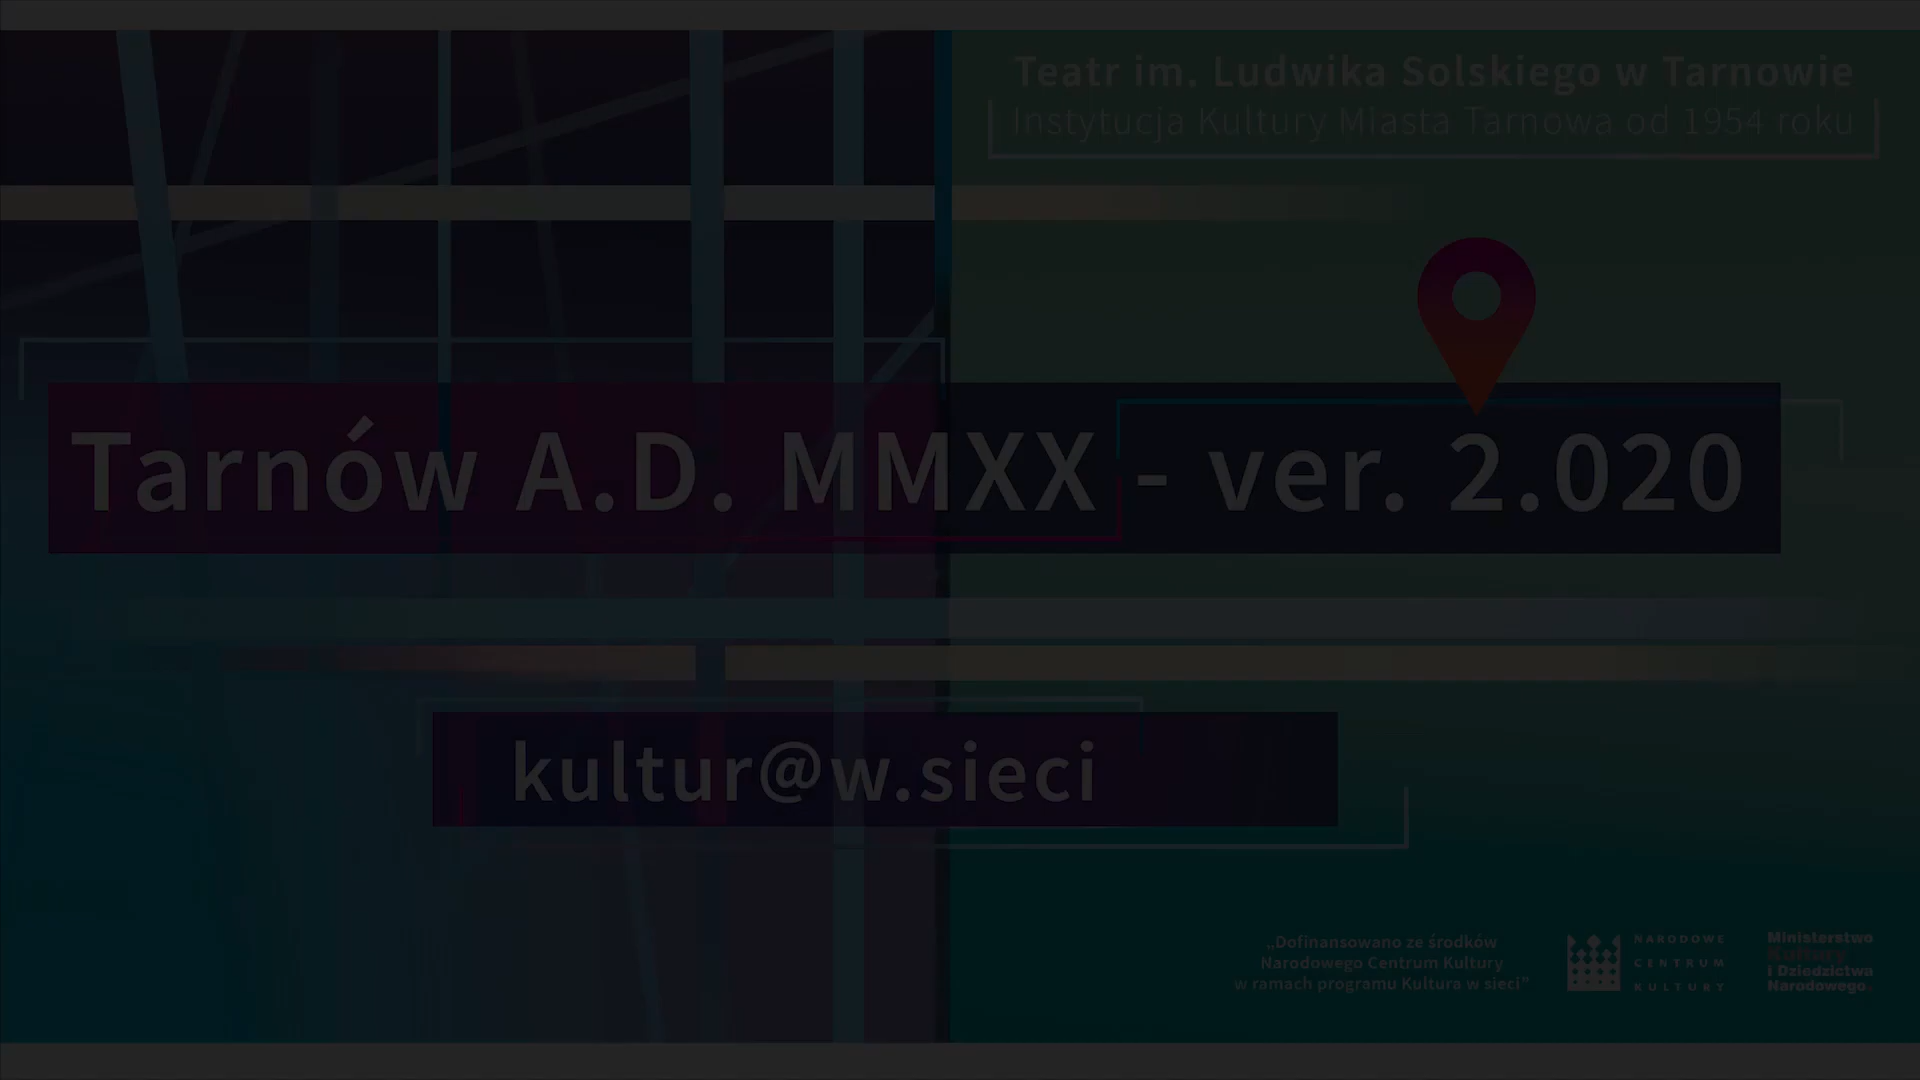 Teatr im. Ludwika Solskiego w Tarnowie
Instytucja Kultury Miasta Tarnowa od 1954 roku
Tarnów A.D. MMXX - ver. 2.020
kultur@w.sieci
„Dofinansowano ze środków
Narodowego Centrum Kultury
w ramach programu Kultura w sieci”
NARODOWE
CENTRUM
KULTURY
Ministerstwo
Kultury
i Dziedzictwa
Narodowego.